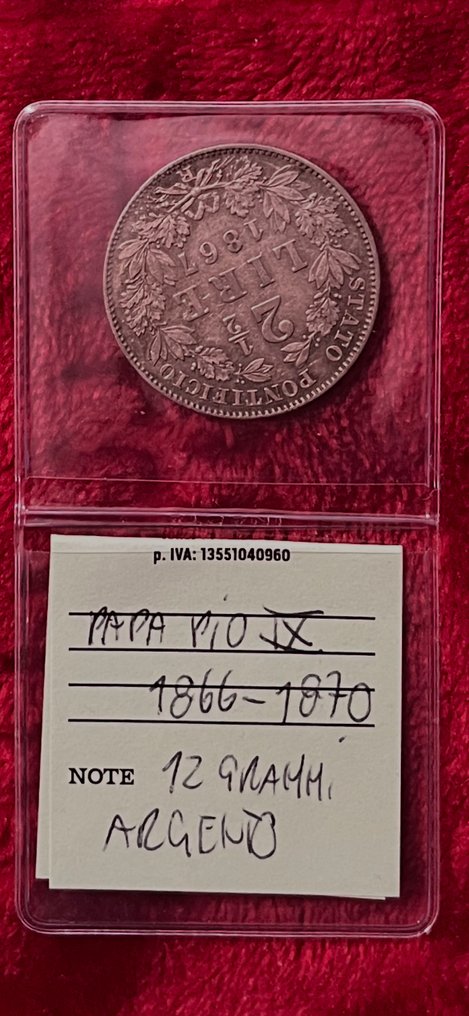 STATO PONTIFICIO
2 1/2
LIRE
1867
R
p. IVA: 13551040960
PAPA PIO IX
1866-1870
NOTE 12 GRAMMI
ARGENTO